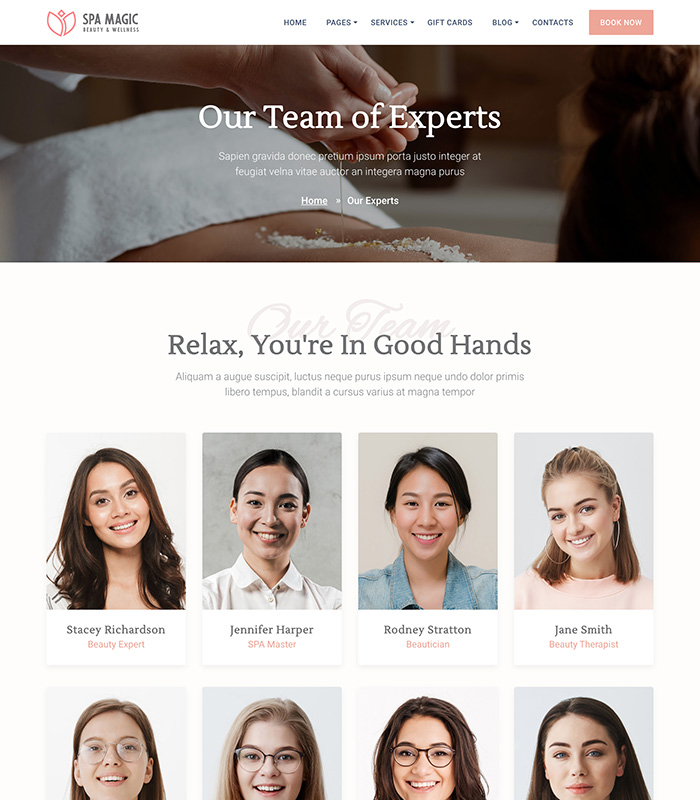 SPA MAGIC
BEAUTY & WELLNESS
HOME PAGES SERVICES GIFT CARDS BLOG CONTACTS BOOK NOW
Our Team of Experts
Sapien gravida donec pretium ipsum porta justo integer at
feugiat velna vitae auctor an integera magna purus
Home » Our Experts
Our Team
Relax, You're In Good Hands
Aliquam a augue suscipit, luctus neque purus ipsum neque undo dolor primis
libero tempus, blandit a cursus varius at magna tempor
Stacey Richardson
Beauty Expert
Jennifer Harper
SPA Master
Rodney Stratton
Beautician
Jane Smith
Beauty Therapist